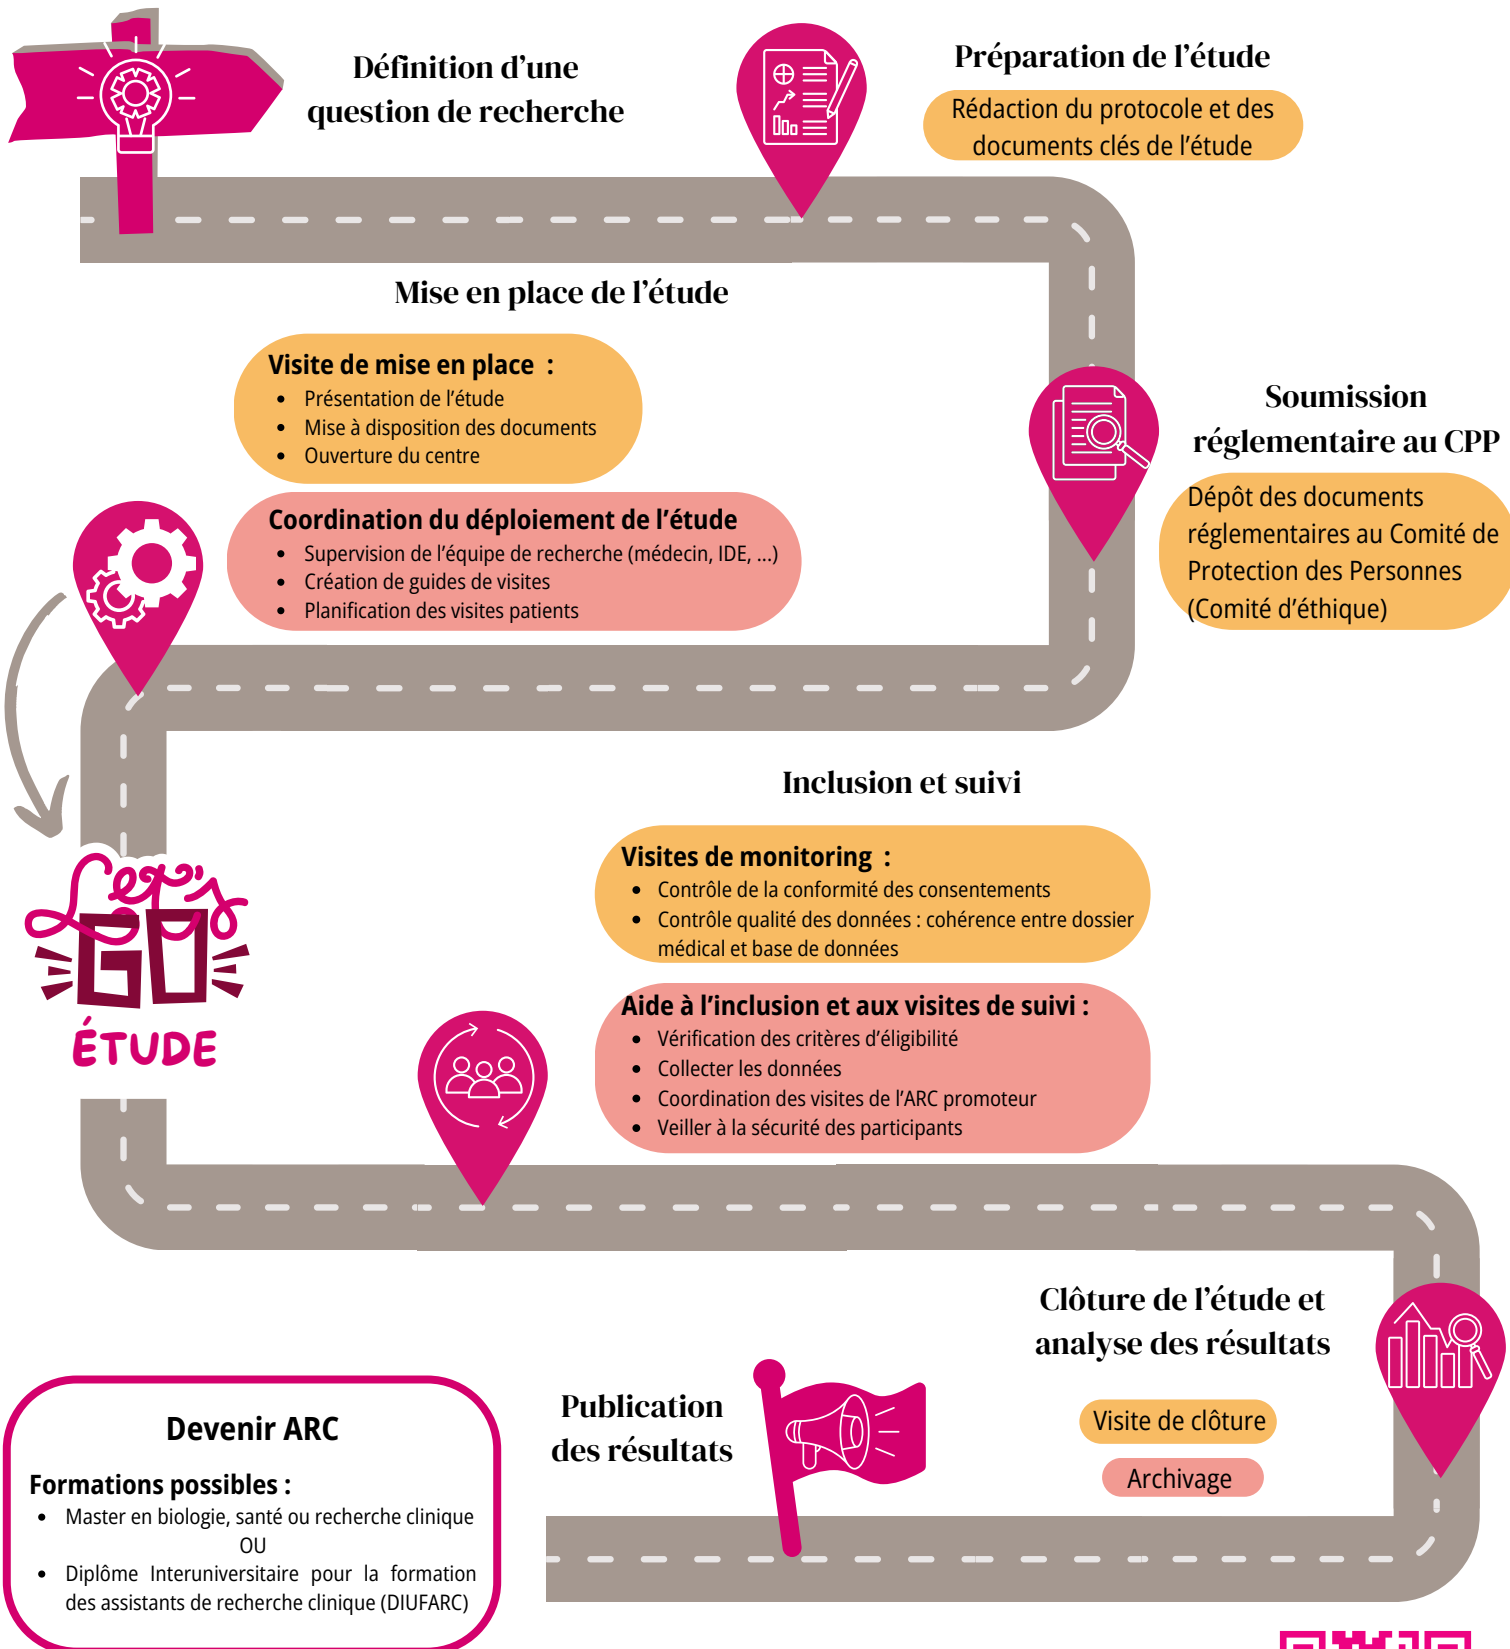 Définition d'une
question de recherche
Préparation de l'étude
Rédaction du protocole et des
documents clés de l'étude
Soumission
réglementaire au CPP
Dépôt des documents
réglementaires au Comité de
Protection des Personnes
(Comité d'éthique)
Mise en place de l'étude
Visite de mise en place :
• Présentation de l'étude
• Mise à disposition des documents
• Ouverture du centre
Coordination du déploiement de l'étude
• Supervision de l'équipe de recherche (médecin, IDE, ...)
• Création de guides de visites
• Planification des visites patients
Let's
GO
ÉTUDE
Inclusion et suivi
Visites de monitoring :
• Contrôle de la conformité des consentements
• Contrôle qualité des données : cohérence entre dossier
médical et base de données
Aide à l'inclusion et aux visites de suivi :
• Vérification des critères d'éligibilité
• Collecter les données
• Coordination des visites de l'ARC promoteur
• Veiller à la sécurité des participants
Clôture de l'étude et
analyse des résultats
Visite de clôture
Archivage
Publication
des résultats
Devenir ARC
Formations possibles :
• Master en biologie, santé ou recherche clinique
OU
• Diplôme Interuniversitaire pour la formation
des assistants de recherche clinique (DIUFARC)